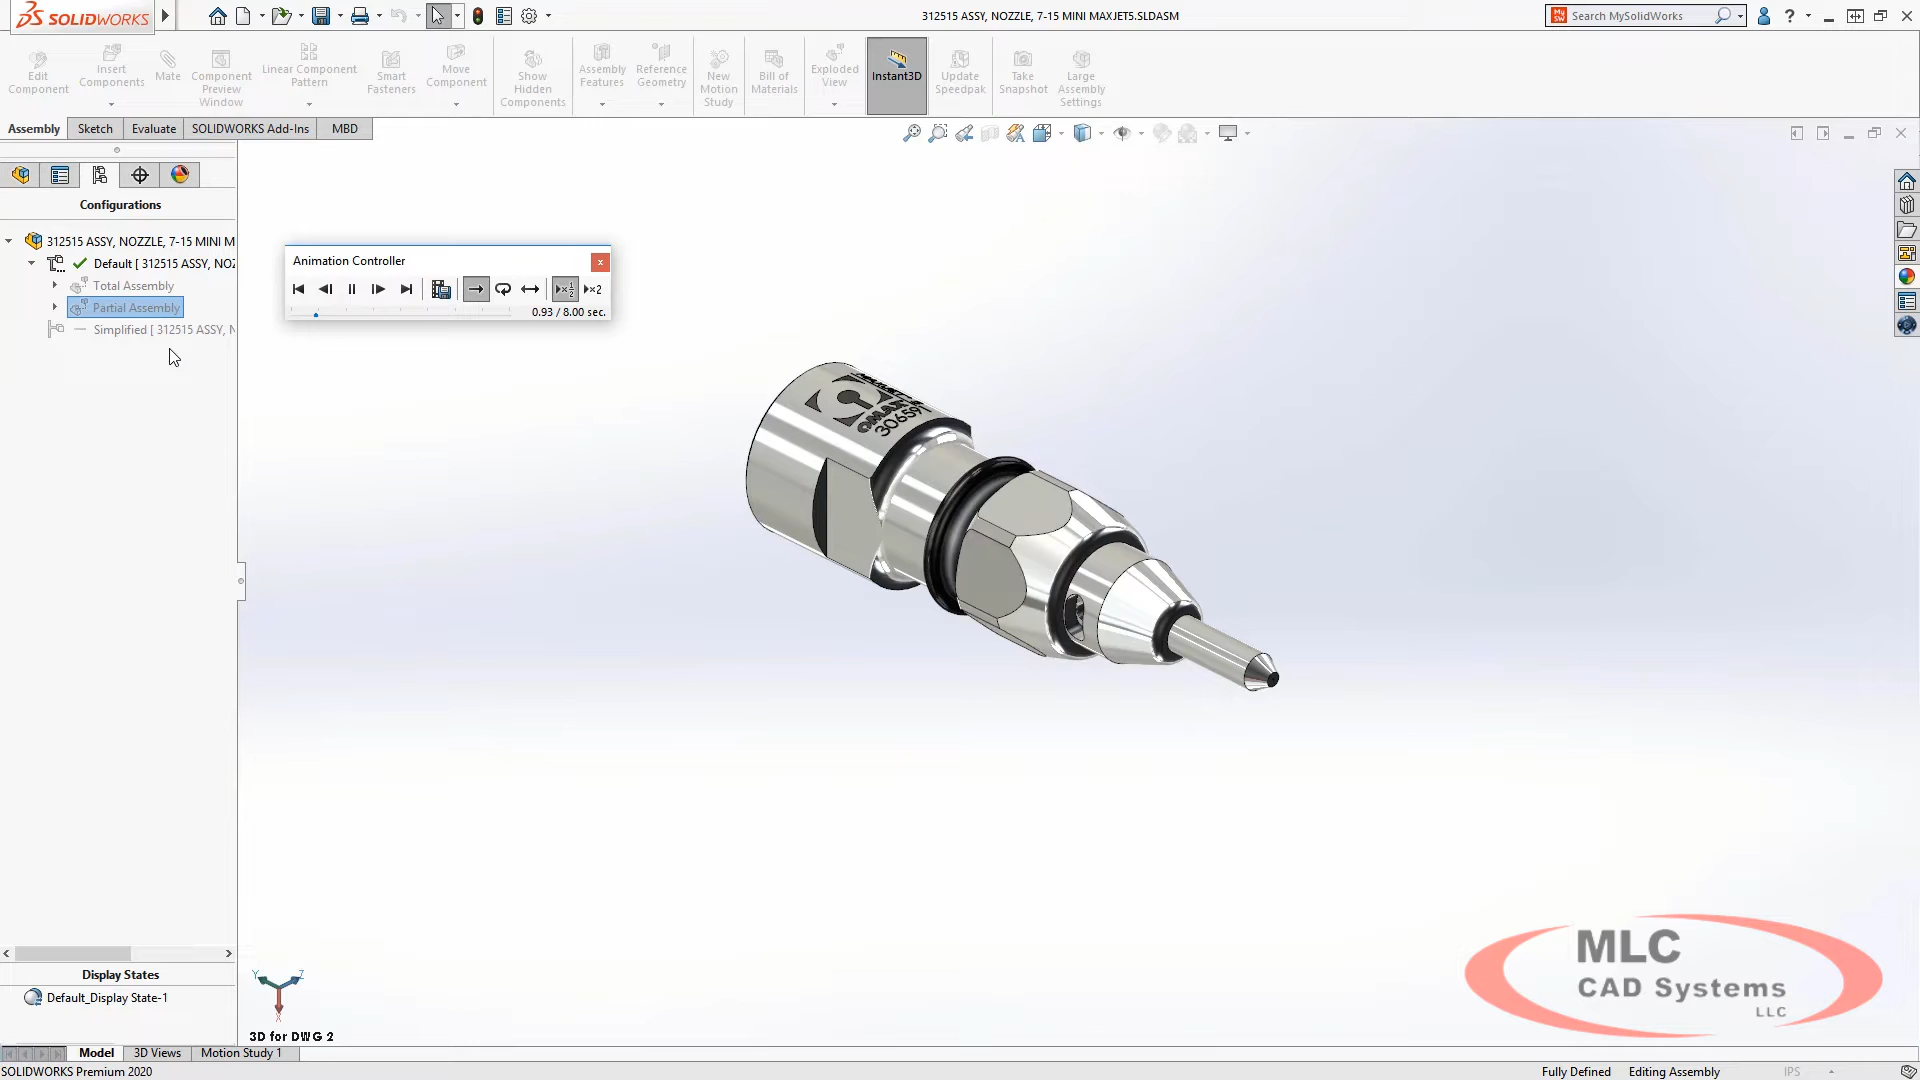 SOLIDWORKS
312515 ASSY, NOZZLE, 7-15 MINI MAXJET5.SLDASM
Search MySolidWorks
Edit Component
Insert Components
Mate
Component Preview Window
Linear Component Pattern
Smart Fasteners
Move Component
Show Hidden Components
Assembly Features
Reference Geometry
New Motion Study
Bill of Materials
Exploded View
Instant3D
Update Speedpak
Take Snapshot
Large Assembly Settings
Assembly Sketch Evaluate SOLIDWORKS Add-Ins MBD
Configurations
312515 ASSY, NOZZLE, 7-15 MINI M
Default [ 312515 ASSY, NOZ
Total Assembly
Partial Assembly
Simplified [ 312515 ASSY, N
Animation Controller
x2
0.93 / 8.00 sec.
OMAX
306591
Display States
Default_Display State-1
Y Z
X
3D for DWG 2
MLC
CAD Systems
LLC
Model 3D Views Motion Study 1
SOLIDWORKS Premium 2020
Fully Defined Editing Assembly IPS